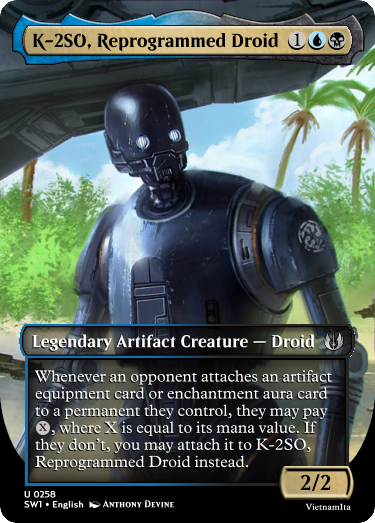 K-2SO, Reprogrammed Droid 1
Legendary Artifact Creature — Droid
Whenever an opponent attaches an artifact
equipment card or enchantment aura card
to a permanent they control, they may pay
X, where X is equal to its mana value. If
they don't, you may attach it to K-2SO,
Reprogrammed Droid instead.
2/2
U 0258
SW1 • English Anthony Devine
VietnamIta